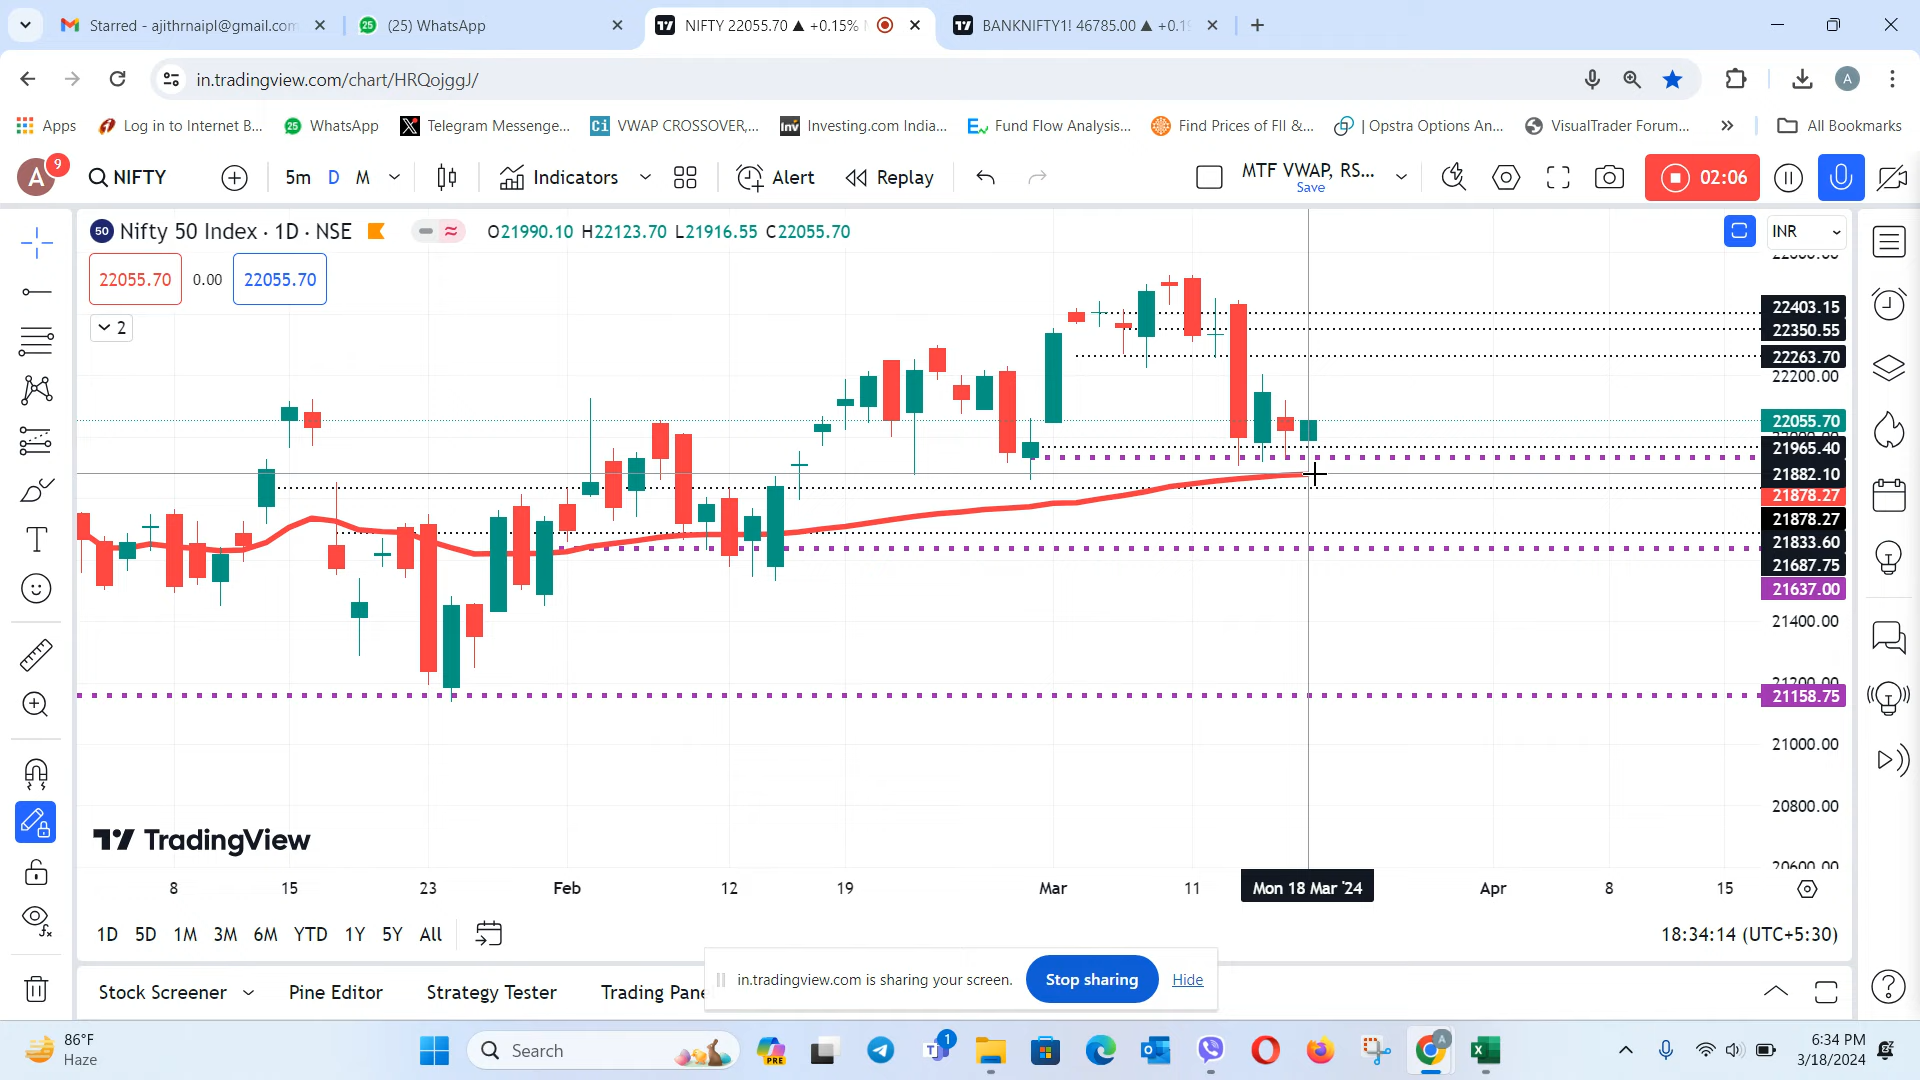 Starred - ajithrnaipl@gmail.com
(25) WhatsApp
NIFTY 22055.70 ▲ +0.15%
BANKNIFTY1! 46785.00 ▲ +0.1
in.tradingview.com/chart/HRQojggJ/
Apps
Log in to Internet B...
WhatsApp
Telegram Messenge...
VWAP CROSSOVER,...
Investing.com India...
Fund Flow Analysis...
Find Prices of FII &...
| Opstra Options An...
VisualTrader Forum...
All Bookmarks
A
9
NIFTY
5m
D
M
Indicators
Alert
Replay
MTF VWAP, RS...
Save
02:06
50
Nifty 50 Index · 1D · NSE
O21990.10 H22123.70 L21916.55 C22055.70
INR
22055.70
0.00
22055.70
2
22403.15
22350.55
22263.70
22200.00
22055.70
21965.40
21882.10
21878.27
21878.27
21833.60
21687.75
21637.00
21400.00
21200.00
21158.75
21000.00
20800.00
20600.00
TradingView
8
15
23
Feb
12
19
Mar
11
Mon 18 Mar '24
Apr
8
15
1D
5D
1M
3M
6M
YTD
1Y
5Y
All
18:34:14 (UTC+5:30)
in.tradingview.com is sharing your screen.
Stop sharing
Hide
Stock Screener
Pine Editor
Strategy Tester
Trading Pane
86°F
Haze
Search
PRE
1
A
6:34 PM
3/18/2024